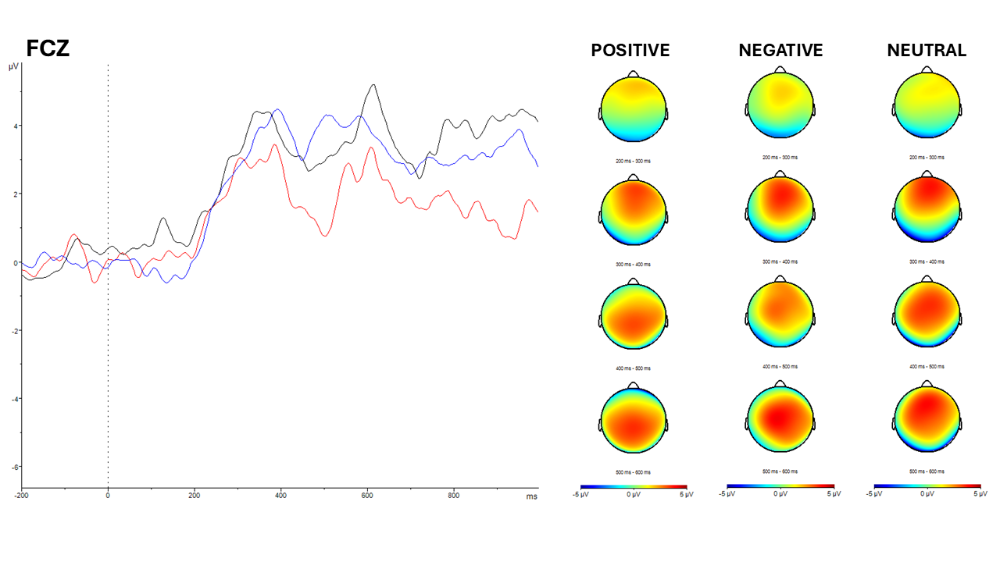 FCZ
POSITIVE NEGATIVE NEUTRAL
µV
4
2
0
-2
-4
-6
-200 0 200 400 600 800 ms
200 ms - 300 ms 200 ms - 300 ms 200 ms - 300 ms
300 ms - 400 ms 300 ms - 400 ms 300 ms - 400 ms
400 ms - 500 ms 400 ms - 500 ms 400 ms - 500 ms
500 ms - 600 ms 500 ms - 600 ms 500 ms - 600 ms
-5 µV 0 µV 5 µV -5 µV 0 µV 5 µV -5 µV 0 µV 5 µV